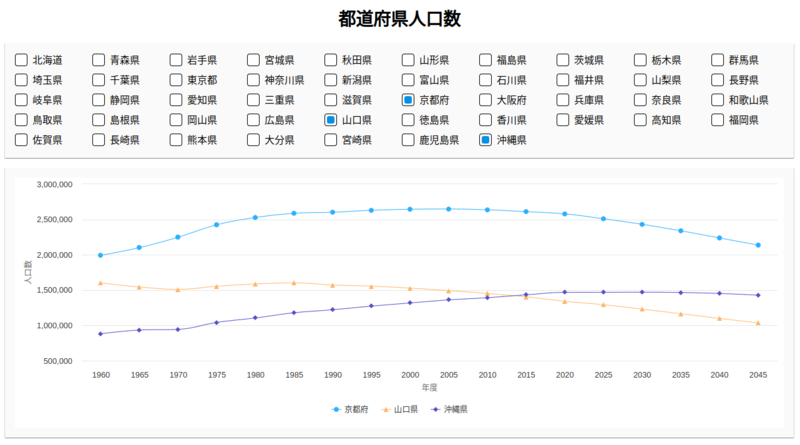 都道府県人口数
北海道 青森県 岩手県 宮城県 秋田県 山形県 福島県 茨城県 栃木県 群馬県
埼玉県 千葉県 東京都 神奈川県 新潟県 富山県 石川県 福井県 山梨県 長野県
岐阜県 静岡県 愛知県 三重県 滋賀県 京都府 大阪府 兵庫県 奈良県 和歌山県
鳥取県 島根県 岡山県 広島県 山口県 徳島県 香川県 愛媛県 高知県 福岡県
佐賀県 長崎県 熊本県 大分県 宮崎県 鹿児島県 沖縄県
3,000,000
2,500,000
2,000,000
1,500,000
1,000,000
500,000
人口数
1960 1965 1970 1975 1980 1985 1990 1995 2000 2005 2010 2015 2020 2025 2030 2035 2040 2045
年度
京都府 山口県 沖縄県